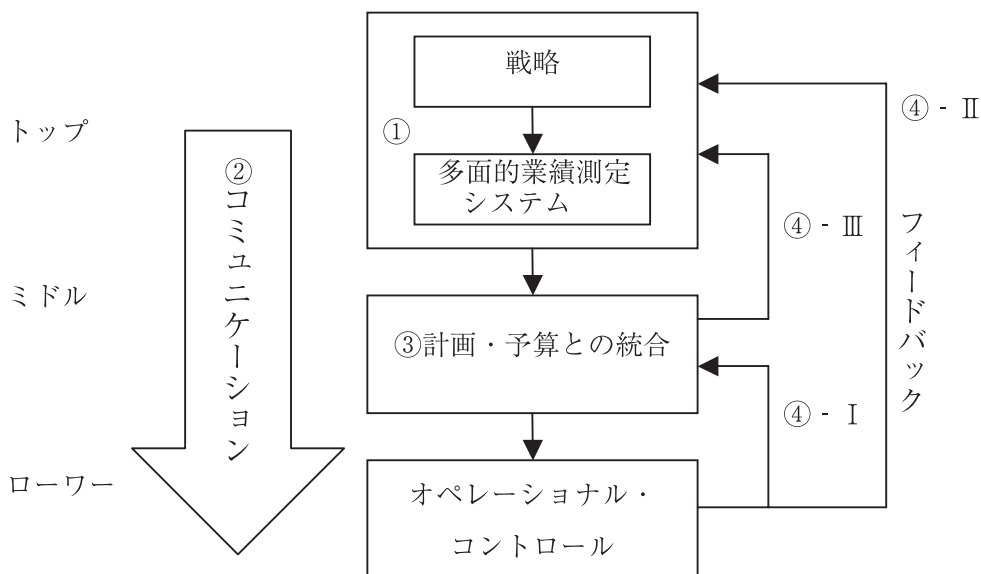 戦略
トップ
①
④ - Ⅱ
②コミュニケーション
多面的業績測定
システム
④ - Ⅲ
フィードバック
ミドル
③計画・予算との統合
④ - Ⅰ
ローワー
オペレーショナル・
コントロール